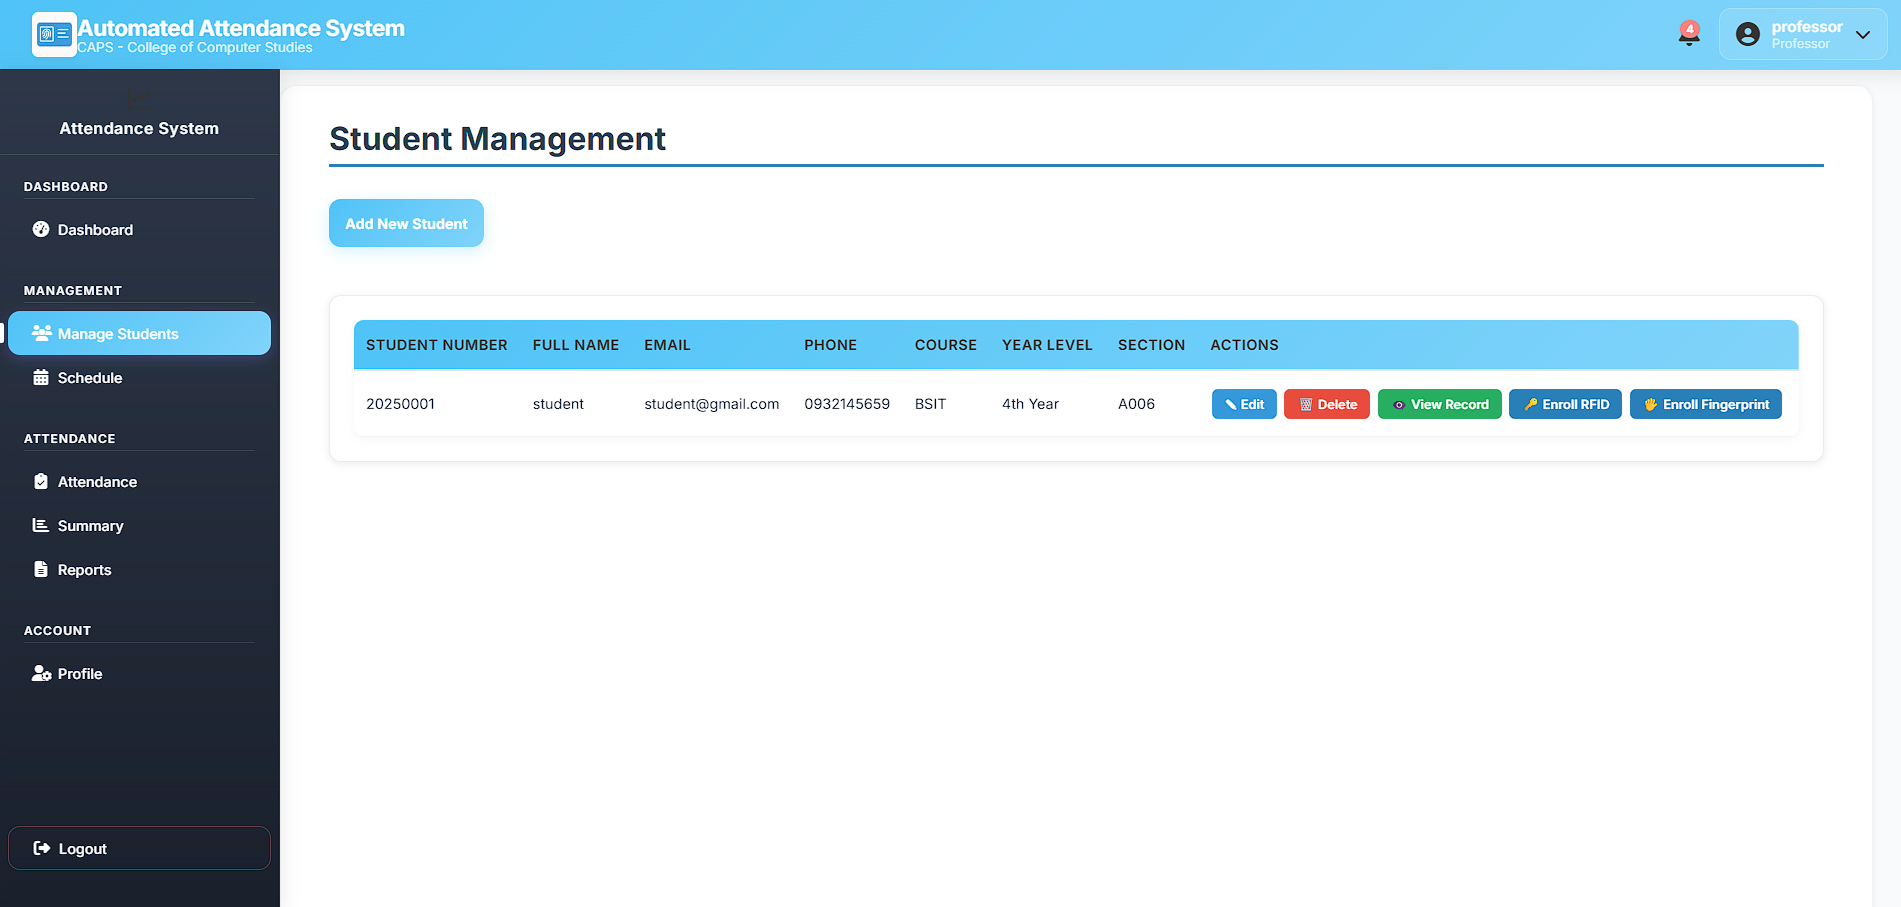 Automated Attendance System
CAPS - College of Computer Studies
4
professor
Professor
Attendance System
DASHBOARD
Dashboard
MANAGEMENT
Manage Students
Schedule
ATTENDANCE
Attendance
Summary
Reports
ACCOUNT
Profile
Logout
Student Management
Add New Student
STUDENT NUMBER FULL NAME EMAIL PHONE COURSE YEAR LEVEL SECTION ACTIONS
20250001 student student@gmail.com 0932145659 BSIT 4th Year A006 Edit Delete View Record Enroll RFID Enroll Fingerprint